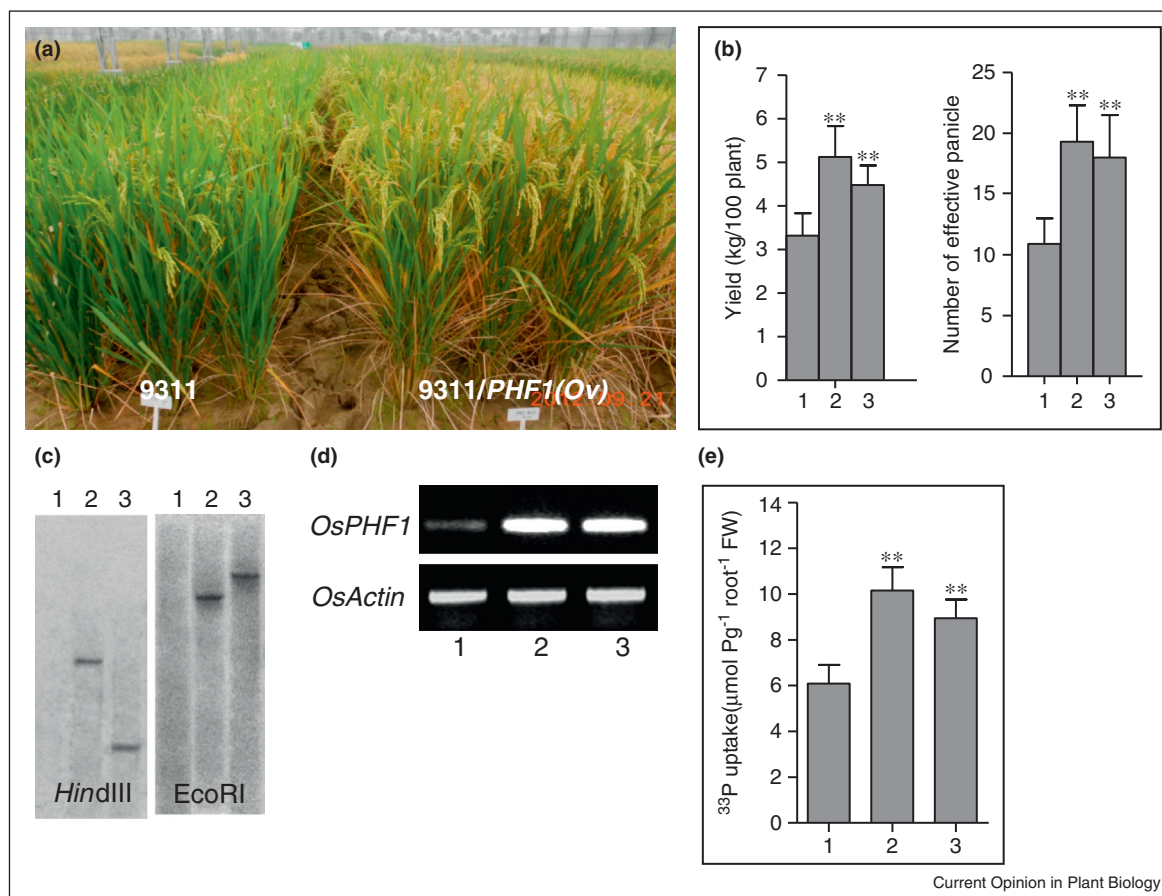 (a)
9311
9311/PHF1(Ov)
(b)
Yield (kg/100 plant)
7
6
5
4
3
2
1
0
**
**
1 2 3
Number of effective panicle
25
20
15
10
5
0
**
**
1 2 3
(c)
1 2 3
HindIII
1 2 3
EcoRI
(d)
OsPHF1
OsActin
1 2 3
(e)
³³P uptake(μmol Pg⁻¹ root⁻¹ FW)
14
12
10
8
6
4
2
0
**
**
1 2 3
Current Opinion in Plant Biology